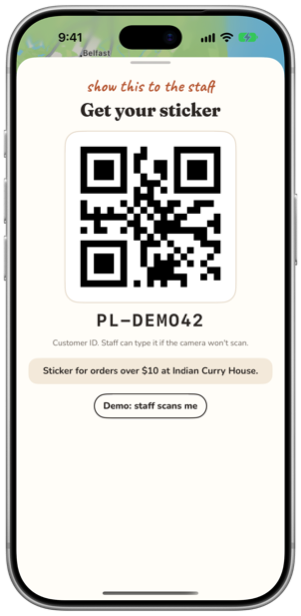 9:41
Belfast
show this to the staff
Get your sticker
PL-DEMO42
Customer ID. Staff can type it if the camera won't scan.
Sticker for orders over $10 at Indian Curry House.
Demo: staff scans me